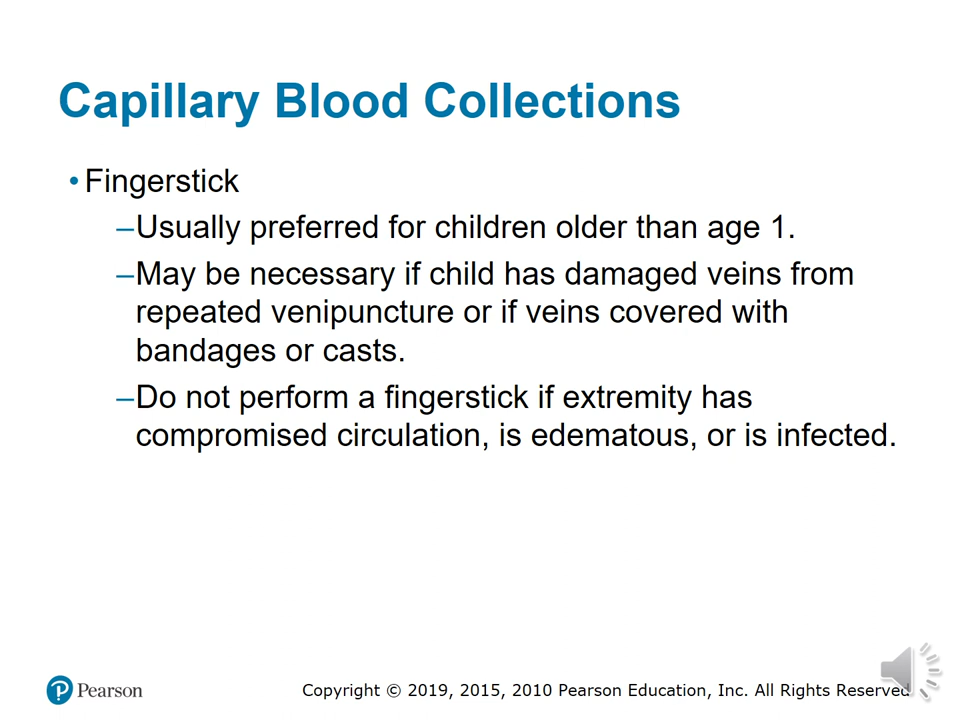 Capillary Blood Collections
• Fingerstick
–Usually preferred for children older than age 1.
–May be necessary if child has damaged veins from
repeated venipuncture or if veins covered with
bandages or casts.
–Do not perform a fingerstick if extremity has
compromised circulation, is edematous, or is infected.
Pearson
Copyright © 2019, 2015, 2010 Pearson Education, Inc. All Rights Reserved